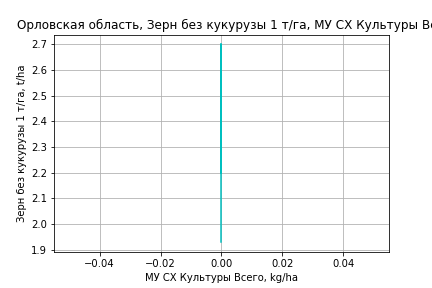 Орловская область, Зерн без кукурузы 1 т/га, МУ СХ Культуры Вс
2.7
2.6
2.5
2.4
2.3
2.2
2.1
2.0
1.9
Зерн без кукурузы 1 т/га, t/ha
−0.04 −0.02 0.00 0.02 0.04
МУ СХ Культуры Всего, kg/ha